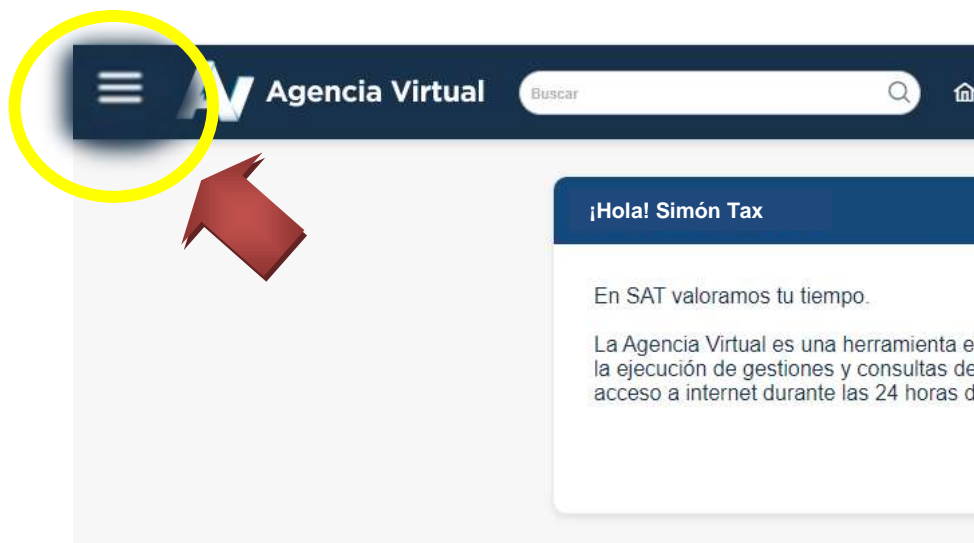 AV Agencia Virtual
Buscar
¡Hola! Simón Tax
En SAT valoramos tu tiempo.
La Agencia Virtual es una herramienta e
la ejecución de gestiones y consultas de
acceso a internet durante las 24 horas d